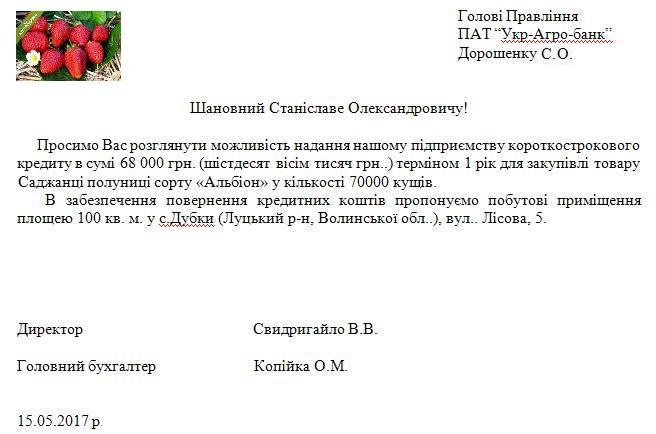 Голові Правління
ПАТ “Укр-Агро-банк”
Дорошенку С.О.
Шановний Станіславе Олександровичу!
Просимо Вас розглянути можливість надання нашому підприємству короткострокового
кредиту в сумі 68 000 грн. (шістдесят вісім тисяч грн..) терміном 1 рік для закупівлі товару
Саджанці полуниці сорту «Альбіон» у кількості 70000 кущів.
В забезпечення повернення кредитних коштів пропонуємо побутові приміщення
площею 100 кв. м. у с.Дубки (Луцький р-н, Волинської обл..), вул.. Лісова, 5.
Директор Свидригайло В.В.
Головний бухгалтер Копійка О.М.
15.05.2017 р.